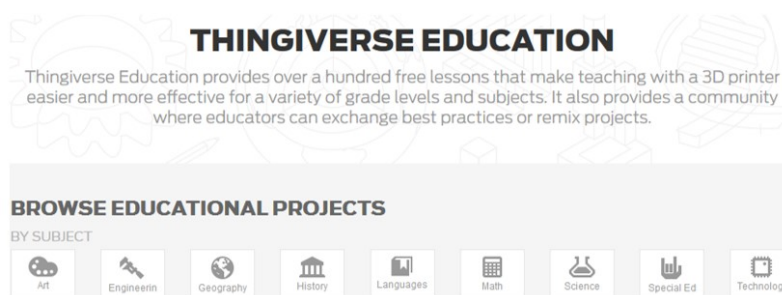 THINGIVERSE EDUCATION
Thingiverse Education provides over a hundred free lessons that make teaching with a 3D printer
easier and more effective for a variety of grade levels and subjects. It also provides a community
where educators can exchange best practices or remix projects.
BROWSE EDUCATIONAL PROJECTS
BY SUBJECT
Art Engineerin Geography History Languages Math Science Special Ed Technolog